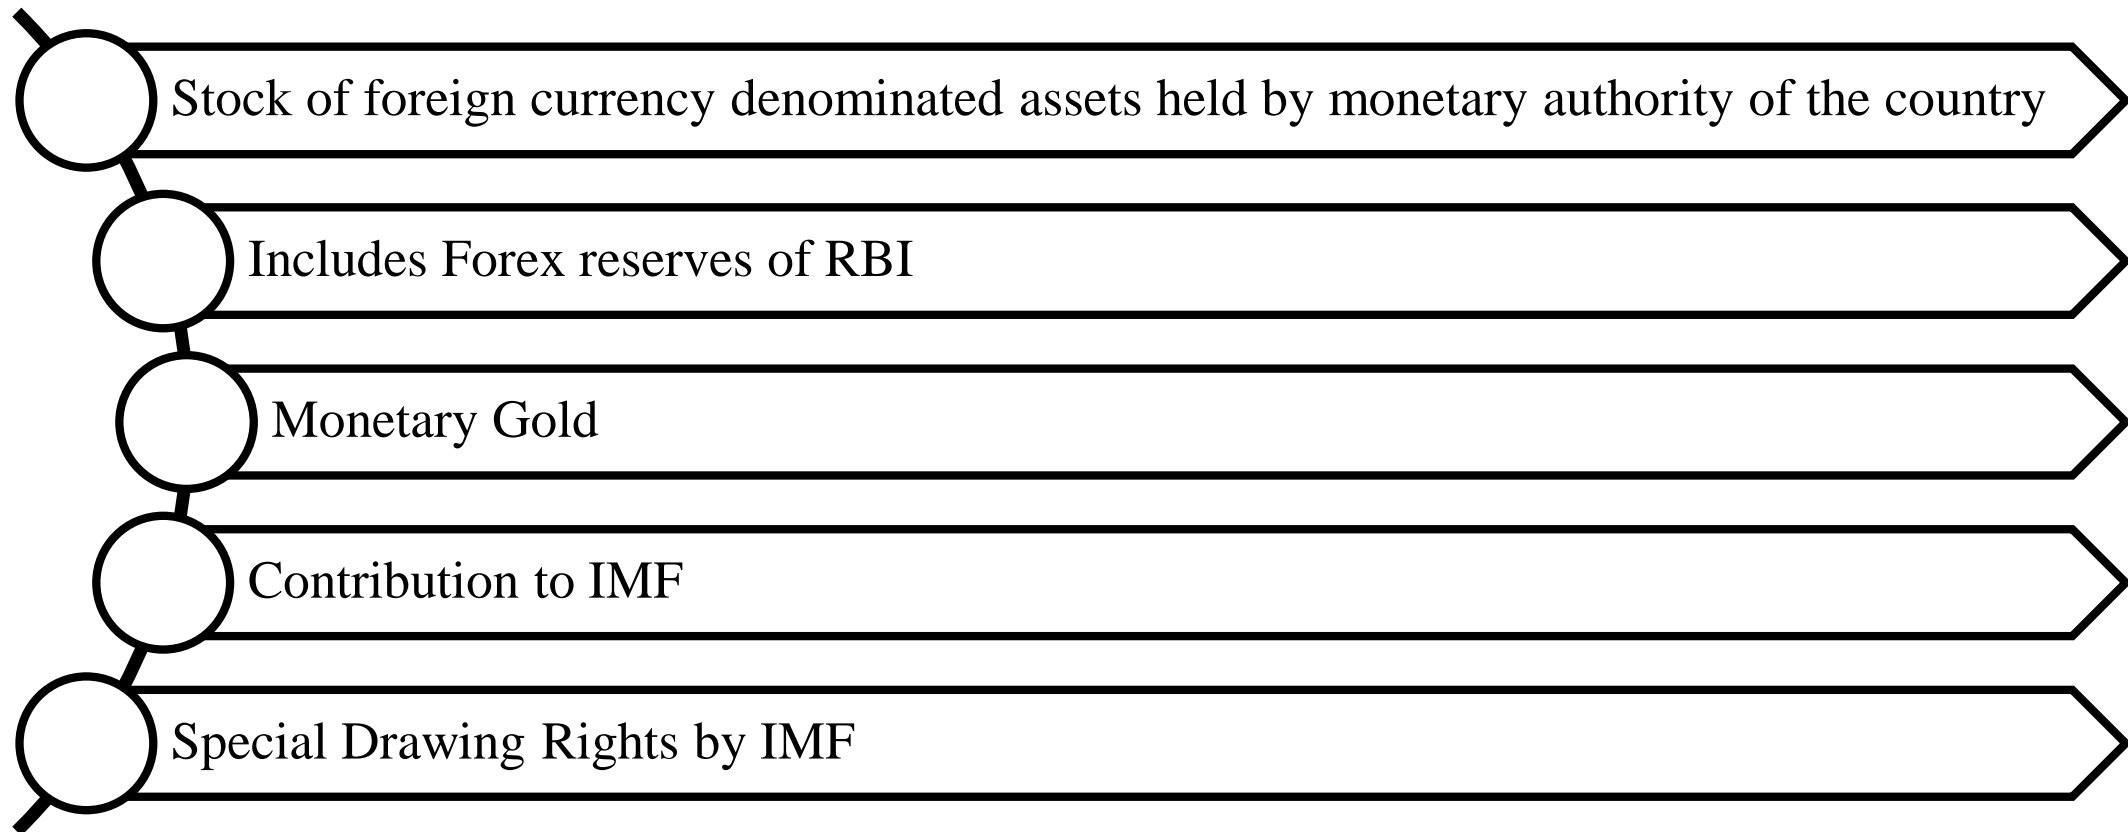 Stock of foreign currency denominated assets held by monetary authority of the country
Includes Forex reserves of RBI
Monetary Gold
Contribution to IMF
Special Drawing Rights by IMF